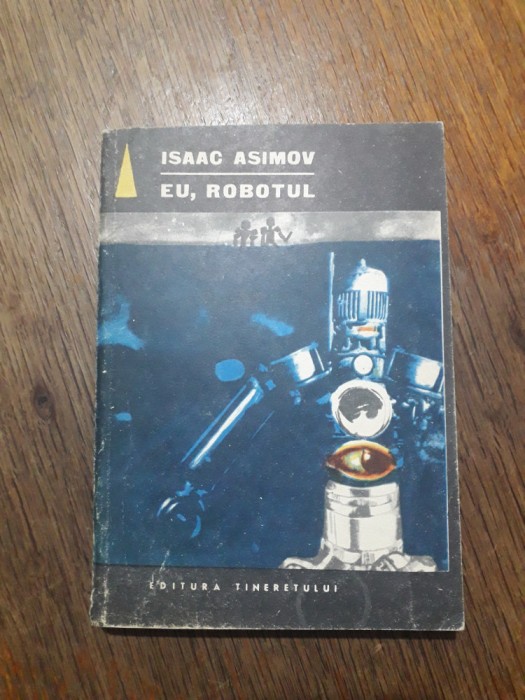 ISAAC ASIMOV
EU, ROBOTUL
EDITURA TINERETULUI